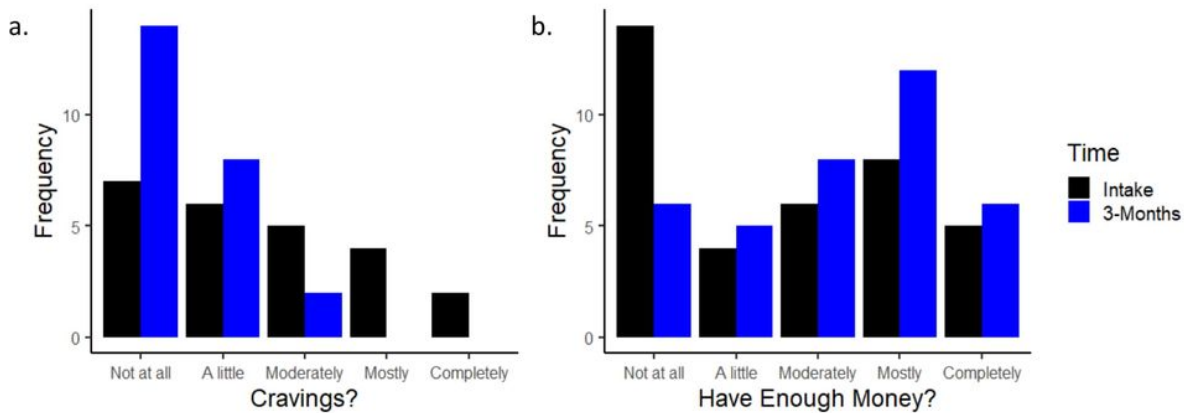 a.
Frequency
10
5
0
Not at all
A little
Moderately
Mostly
Completely
Cravings?
b.
Frequency
10
5
0
Not at all
A little
Moderately
Mostly
Completely
Have Enough Money?
Time
Intake
3-Months